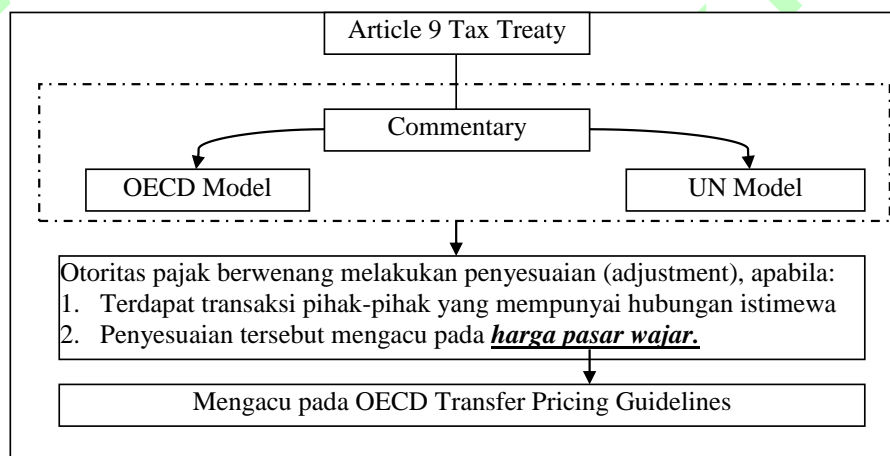 Article 9 Tax Treaty
Commentary
OECD Model
UN Model
Otoritas pajak berwenang melakukan penyesuaian (adjustment), apabila:
1. Terdapat transaksi pihak-pihak yang mempunyai hubungan istimewa
2. Penyesuaian tersebut mengacu pada harga pasar wajar.
Mengacu pada OECD Transfer Pricing Guidelines